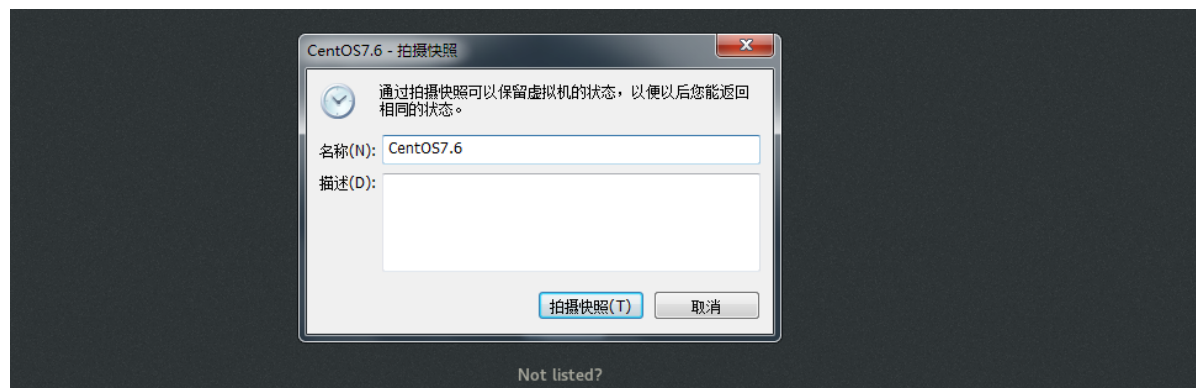 CentOS7.6 - 拍摄快照
通过拍摄快照可以保留虚拟机的状态，以便以后您能返回
相同的状态。
名称(N): CentOS7.6
描述(D):
拍摄快照(T) 取消
Not listed?